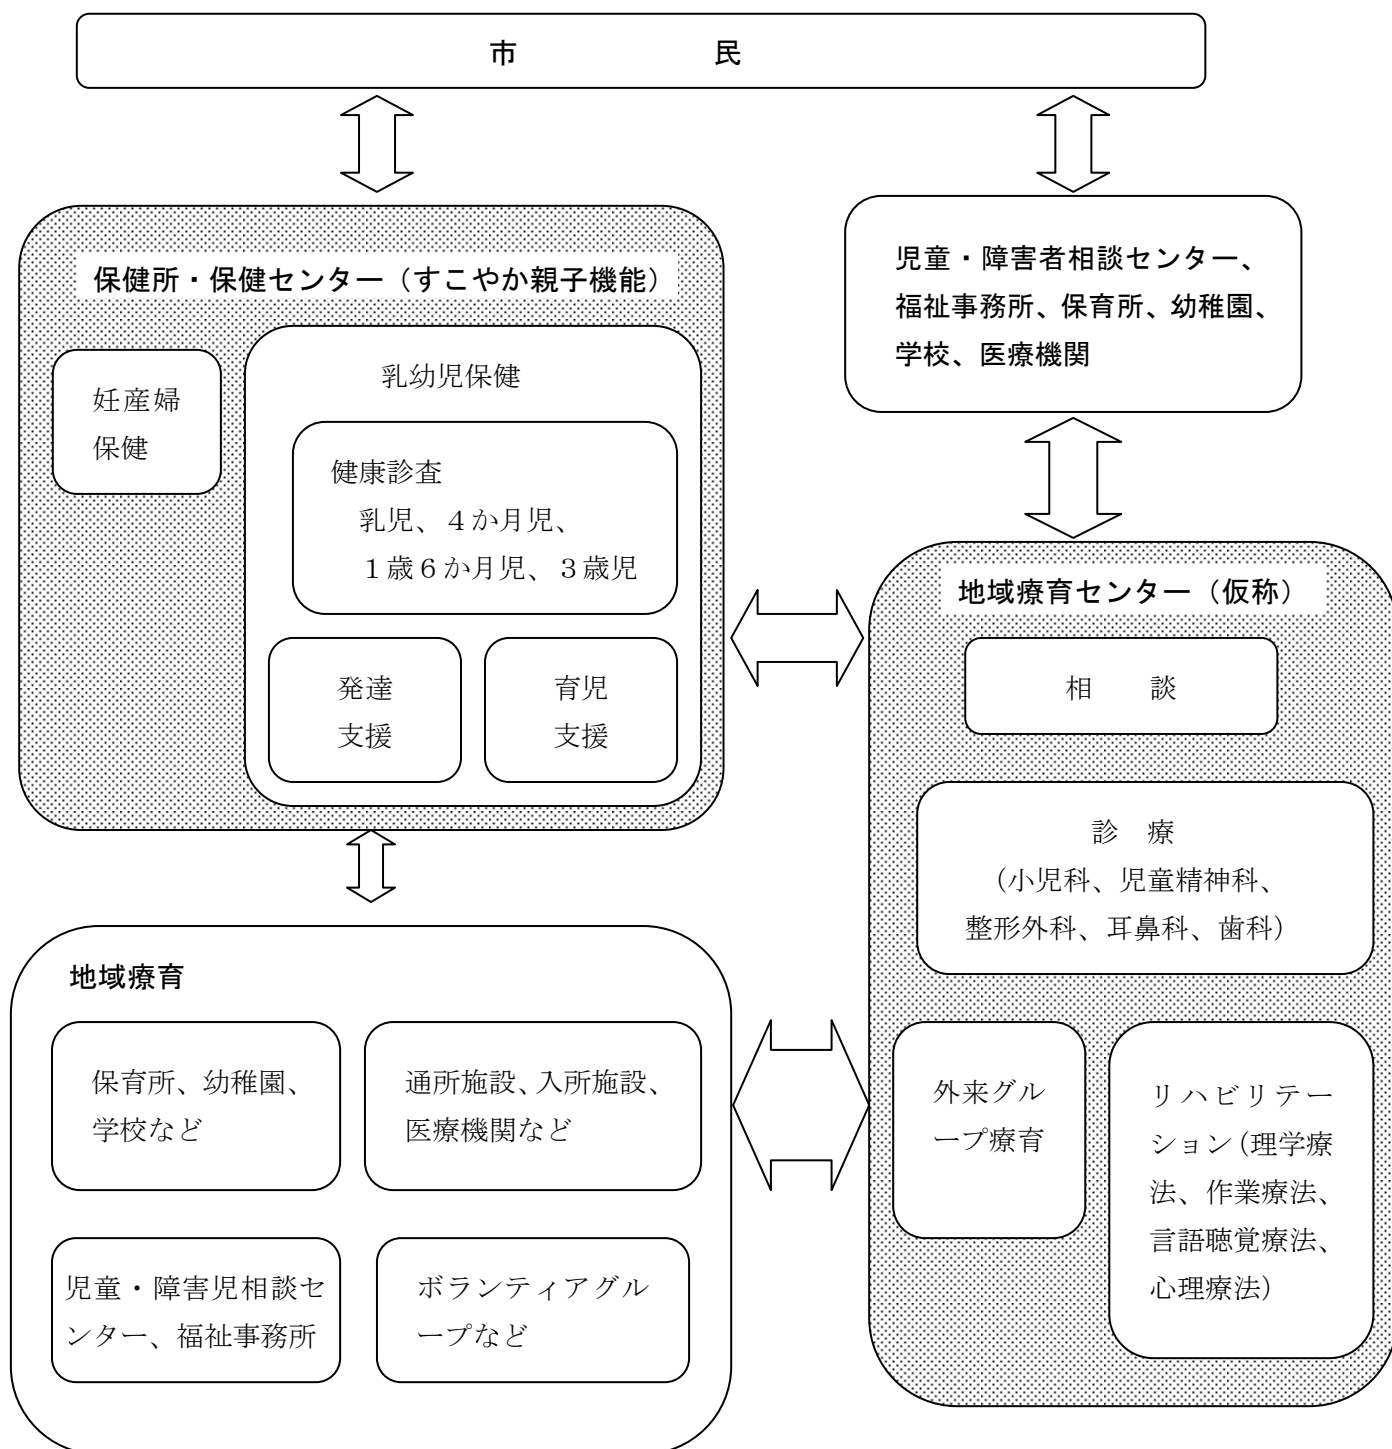 市　　　　　民
保健所・保健センター（すこやか親子機能）
妊産婦
保健
乳幼児保健
健康診査
乳児、４か月児、
１歳６か月児、３歳児
発達
支援
育児
支援
児童・障害者相談センター、
福祉事務所、保育所、幼稚園、
学校、医療機関
地域療育センター（仮称）
相　談
診　療
（小児科、児童精神科、
整形外科、耳鼻科、歯科）
外来グル
ープ療育
リハビリテー
ション（理学療
法、作業療法、
言語聴覚療法、
心理療法）
地域療育
保育所、幼稚園、
学校など
通所施設、入所施設、
医療機関など
児童・障害児相談セ
ンター、福祉事務所
ボランティアグル
ープなど